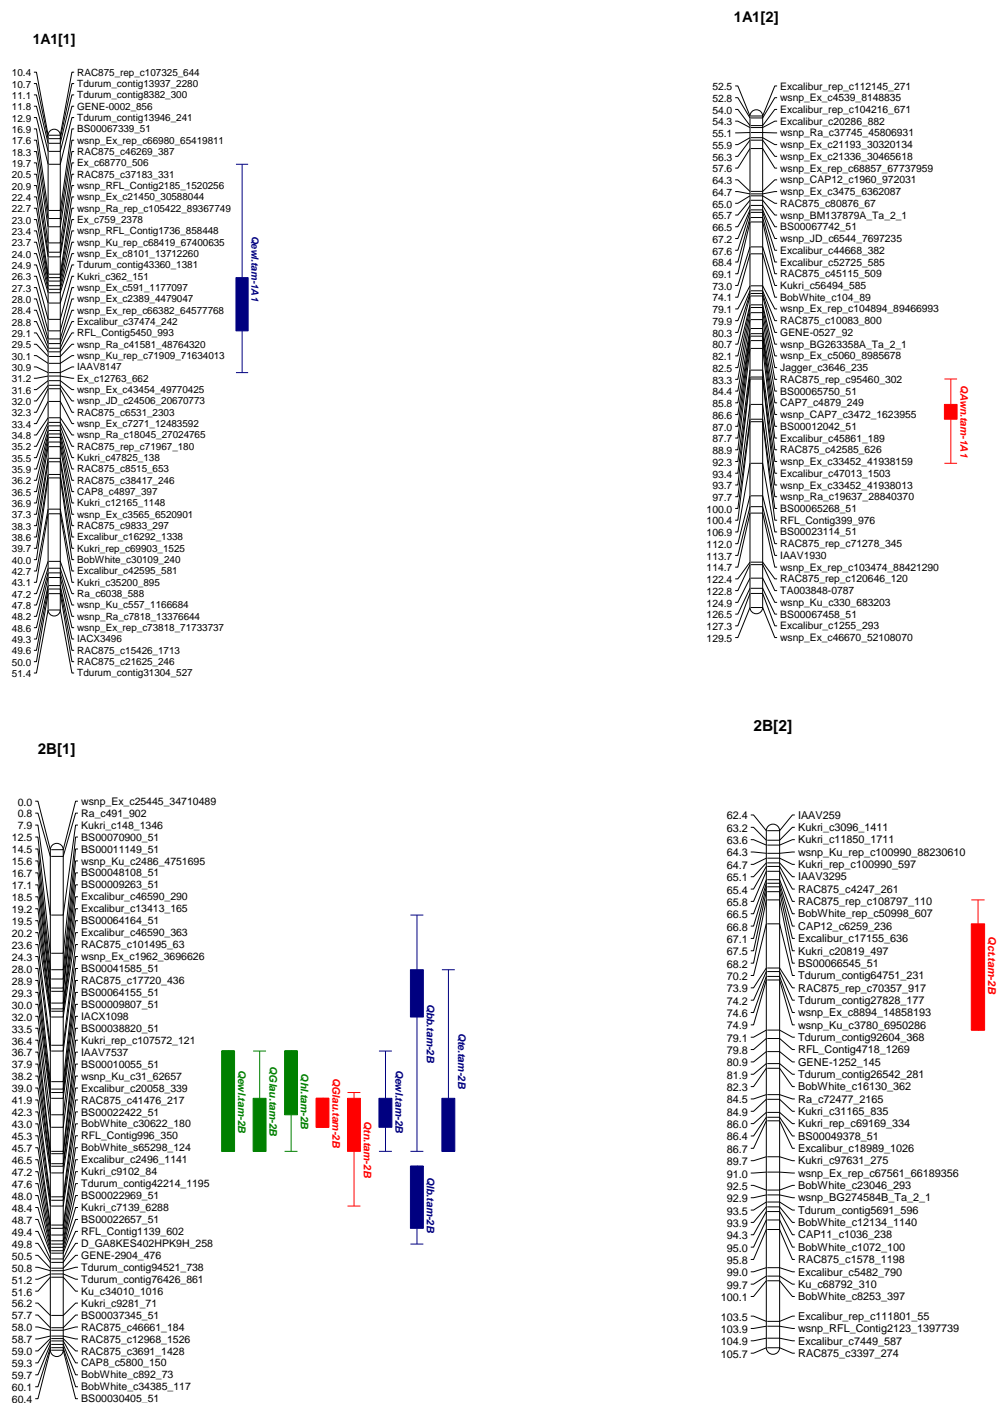 1A1[1]
10.4 RAC875_rep_c107325_644
10.7 Tdurum_contig13937_2280
11.1 Tdurum_contig8382_300
11.8 GENE-0002_856
12.9 Tdurum_contig13946_241
16.9 BS00067339_51
17.6 wsnp_Ex_rep_c66980_65419811
18.3 RAC875_c46269_387
19.7 Ex_c68770_506
20.5 RAC875_c37183_331
20.9 wsnp_RFL_Contig2185_1520256
22.4 wsnp_Ex_c21450_30588044
22.7 wsnp_Ra_rep_c105422_89367749
23.0 Ex_c759_2378
23.4 wsnp_RFL_Contig1736_858448
23.7 wsnp_Ku_rep_c68419_67400635
24.0 wsnp_Ex_c8101_13712260
24.9 Tdurum_contig43360_1381
26.3 Kukri_c362_151
27.3 wsnp_Ex_c591_1177097
28.0 wsnp_Ex_c2389_4479047
28.4 wsnp_Ex_rep_c66382_64577768
28.8 Excalibur_c37474_242
29.1 RFL_Contig5450_993
29.5 wsnp_Ra_c41581_48764320
30.1 wsnp_Ku_rep_c71909_71634013
30.9 IAAV8147
31.2 Ex_c12763_662
31.6 wsnp_Ex_c43454_49770425
32.0 wsnp_JD_c24506_20670773
32.3 RAC875_c6531_2303
33.4 wsnp_Ex_c7271_12483592
34.8 wsnp_Ra_c18045_27024765
35.2 RAC875_rep_c71967_180
35.5 Kukri_c47825_138
35.9 RAC875_c8515_653
36.2 RAC875_c38417_246
36.5 CAP8_c4897_397
36.9 Kukri_c12165_1148
37.3 wsnp_Ex_c3565_6520901
38.3 RAC875_c9833_297
38.6 Excalibur_c16292_1338
39.7 Kukri_rep_c69903_1525
40.0 BobWhite_c30109_240
42.7 Excalibur_c42595_581
43.1 Kukri_c35200_895
47.2 Ra_c6038_588
47.8 wsnp_Ku_c557_1166684
48.2 wsnp_Ra_c7818_13376644
48.6 wsnp_Ex_rep_c73818_71733737
49.3 IACX3496
49.6 RAC875_c15426_1713
50.0 RAC875_c21625_246
51.4 Tdurum_contig31304_527
Qewl.tam-1A1
1A1[2]
52.5 Excalibur_rep_c112145_271
52.8 wsnp_Ex_c4539_8148835
54.0 Excalibur_rep_c104216_671
54.3 Excalibur_c20286_882
55.1 wsnp_Ra_c37745_45806931
55.9 wsnp_Ex_c21193_30320134
56.3 wsnp_Ex_c21336_30465618
57.6 wsnp_Ex_rep_c68857_67737959
64.3 wsnp_CAP12_c1960_972031
64.7 wsnp_Ex_c3475_6362087
65.0 RAC875_c80876_67
65.7 wsnp_BM137879A_Ta_2_1
66.5 BS00067742_51
67.2 wsnp_JD_c6544_7697235
67.6 Excalibur_c44668_382
68.4 Excalibur_c52725_585
69.1 RAC875_c45115_509
73.0 Kukri_c56494_585
74.1 BobWhite_c104_89
79.1 wsnp_Ex_rep_c104894_89466993
79.9 RAC875_c10083_800
80.3 GENE-0527_92
80.7 wsnp_BG263358A_Ta_2_1
82.1 wsnp_Ex_c5060_8985678
82.5 Jagger_c3646_235
83.3 RAC875_rep_c95460_302
84.4 BS00065750_51
85.8 CAP7_c4879_249
86.6 wsnp_CAP7_c3472_1623955
87.0 BS00012042_51
87.7 Excalibur_c45861_189
88.9 RAC875_c42585_626
92.3 wsnp_Ex_c33452_41938159
93.4 Excalibur_c47013_1503
93.7 wsnp_Ex_c33452_41938013
97.7 wsnp_Ra_c19637_28840370
100.0 BS00065268_51
100.4 RFL_Contig399_976
106.9 BS00023114_51
112.0 RAC875_rep_c71278_345
113.7 IAAV1930
114.7 wsnp_Ex_rep_c103474_88421290
122.4 RAC875_rep_c120646_120
122.8 TA003848-0787
124.9 wsnp_Ku_c330_683203
126.5 BS00067458_51
127.3 Excalibur_c1255_293
129.5 wsnp_Ex_c46670_52108070
QAwn.tam-1A1
2B[1]
0.0 wsnp_Ex_c25445_34710489
0.8 Ra_c491_902
7.9 Kukri_c148_1346
12.5 BS00070900_51
14.5 BS00011149_51
15.6 wsnp_Ku_c2486_4751695
16.7 BS00048108_51
17.1 BS00009263_51
18.5 Excalibur_c46590_290
19.2 Excalibur_c13413_165
19.5 BS00064164_51
20.2 Excalibur_c46590_363
23.6 RAC875_c101495_63
24.3 wsnp_Ex_c1962_3696626
28.0 BS00041585_51
28.9 RAC875_c17720_436
29.3 BS00064155_51
30.0 BS00009807_51
32.0 IACX1098
33.5 BS00038820_51
36.4 Kukri_rep_c107572_121
36.7 IAAV7537
37.9 BS00010055_51
38.2 wsnp_Ku_c31_62657
39.0 Excalibur_c20058_339
41.9 RAC875_c41476_217
42.3 BS00022422_51
43.0 BobWhite_c30622_180
45.3 RFL_Contig996_350
45.7 BobWhite_s65298_124
46.5 Excalibur_c2496_1141
47.2 Kukri_c9102_84
47.6 Tdurum_contig42214_1195
48.0 BS00022969_51
48.4 Kukri_c7139_6288
48.7 BS00022657_51
49.4 RFL_Contig1139_602
49.8 D_GA8KES402HPK9H_258
50.5 GENE-2904_476
50.8 Tdurum_contig94521_738
51.2 Tdurum_contig76426_861
51.6 Ku_c34010_1016
56.2 Kukri_c9281_71
57.7 BS00037345_51
58.0 RAC875_c46661_184
58.7 RAC875_c12968_1526
59.0 RAC875_c3691_1428
59.3 CAP8_c5800_150
59.7 BobWhite_c892_73
60.1 BobWhite_c34385_117
60.4 BS00030405_51
Qewl.tam-2B
QGlau.tam-2B
Qhl.tam-2B
QGlau.tam-2B
Qtn.tam-2B
Qewl.tam-2B
Qbb.tam-2B
Qlb.tam-2B
Qte.tam-2B
2B[2]
62.4 IAAV259
63.2 Kukri_c3096_1411
63.6 Kukri_c11850_1711
64.3 wsnp_Ku_rep_c100990_88230610
64.7 Kukri_rep_c100990_597
65.1 IAAV3295
65.4 RAC875_c4247_261
65.8 RAC875_rep_c108797_110
66.5 BobWhite_rep_c50998_607
66.8 CAP12_c6259_236
67.1 Excalibur_c17155_636
67.5 Kukri_c20819_497
68.2 BS00066545_51
70.2 Tdurum_contig64751_231
73.9 RAC875_rep_c70357_917
74.2 Tdurum_contig27828_177
74.6 wsnp_Ex_c8894_14858193
74.9 wsnp_Ku_c3780_6950286
79.1 Tdurum_contig92604_368
79.8 RFL_Contig4718_1269
80.9 GENE-1252_145
81.9 Tdurum_contig26542_281
82.3 BobWhite_c16130_362
84.5 Ra_c72477_2165
84.9 Kukri_c31165_835
86.0 Kukri_rep_c69169_334
86.4 BS00049378_51
86.7 Excalibur_c18989_1026
89.7 Kukri_c97631_275
91.0 wsnp_Ex_rep_c67561_66189356
92.5 BobWhite_c23046_293
92.9 wsnp_BG274584B_Ta_2_1
93.5 Tdurum_contig5691_596
93.9 BobWhite_c12134_1140
94.3 CAP11_c1036_238
95.0 BobWhite_c1072_100
95.8 RAC875_c1578_1198
99.0 Excalibur_c5482_790
99.7 Ku_c68792_310
100.1 BobWhite_c8253_397
103.5 Excalibur_rep_c111801_55
103.9 wsnp_RFL_Contig2123_1397739
104.9 Excalibur_c7449_587
105.7 RAC875_c3397_274
Qct.tam-2B